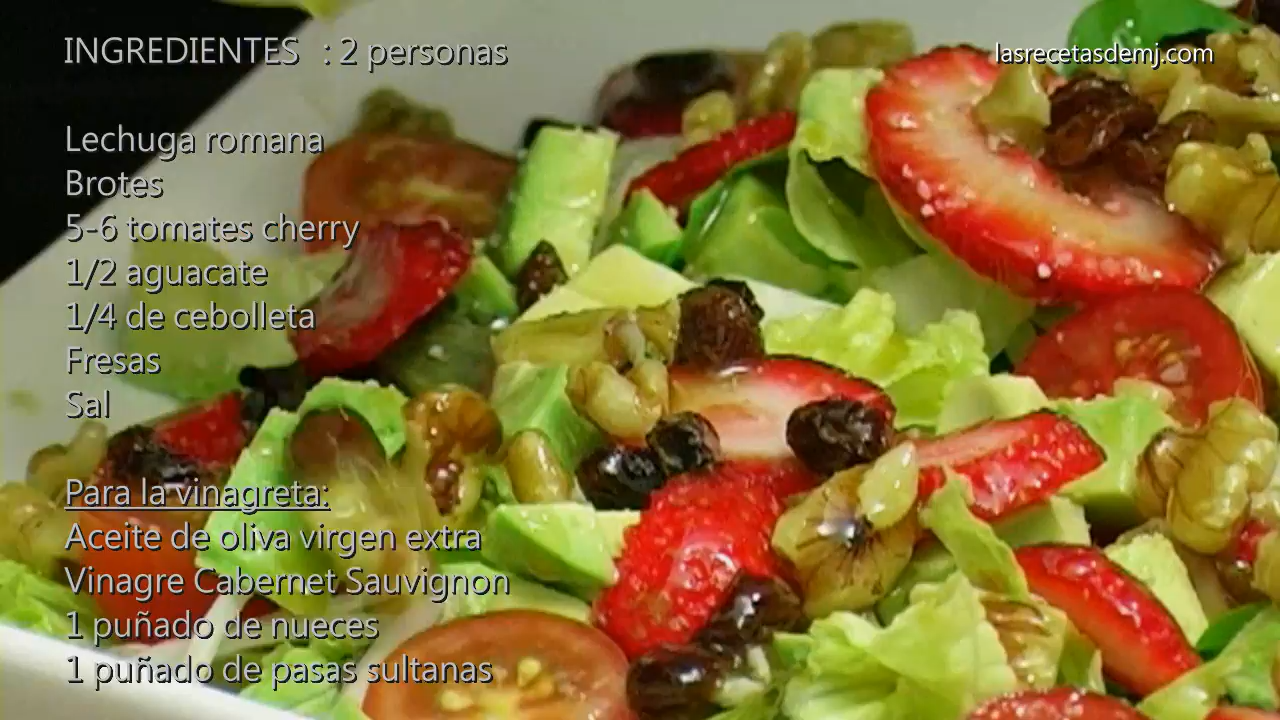 INGREDIENTES : 2 personas
lasrecetasdemj.com
Lechuga romana
Brotes
5-6 tomates cherry
1/2 aguacate
1/4 de cebolleta
Fresas
Sal
Para la vinagreta:
Aceite de oliva virgen extra
Vinagre Cabernet Sauvignon
1 puñado de nueces
1 puñado de pasas sultanas